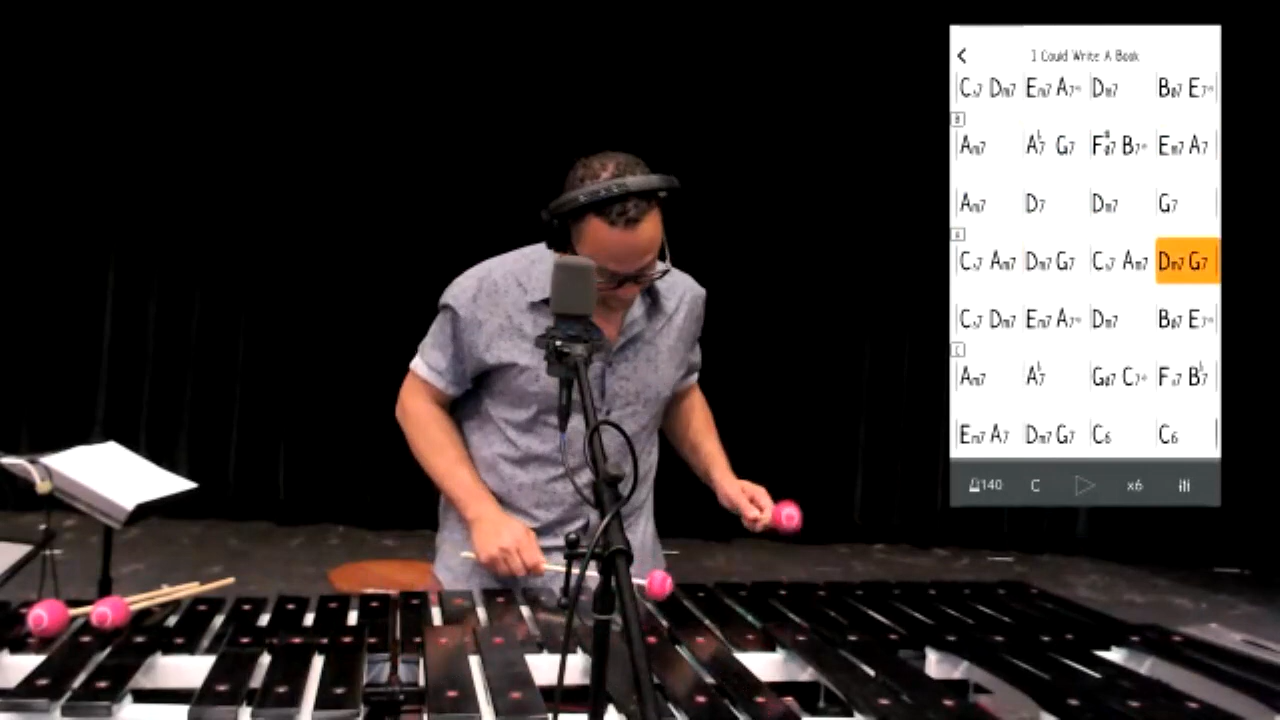 I Could Write A Book
C▵7 Dm7 Em7 A7 Dm7 Bø7 E7
B
Am7 A♭7 G7 F♯ø7 B7 Em7 A7
Am7 D7 Dm7 G7
A
C▵7 Am7 Dm7 G7 C▵7 Am7 Dm7 G7
C▵7 Dm7 Em7 A7 Dm7 Bø7 E7
C
Am7 A♭7 Gø7 C7 F▵7 B♭7
Em7 A7 Dm7 G7 C6 C6
140 C x6